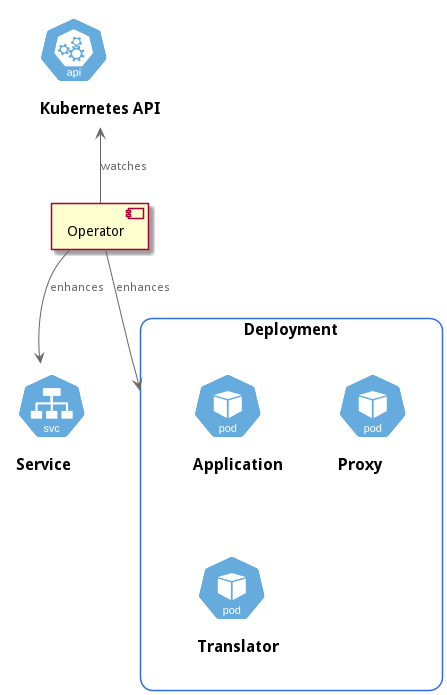 api
Kubernetes API
watches
Operator
enhances
enhances
Deployment
svc
Service
pod
Application
pod
Proxy
pod
Translator